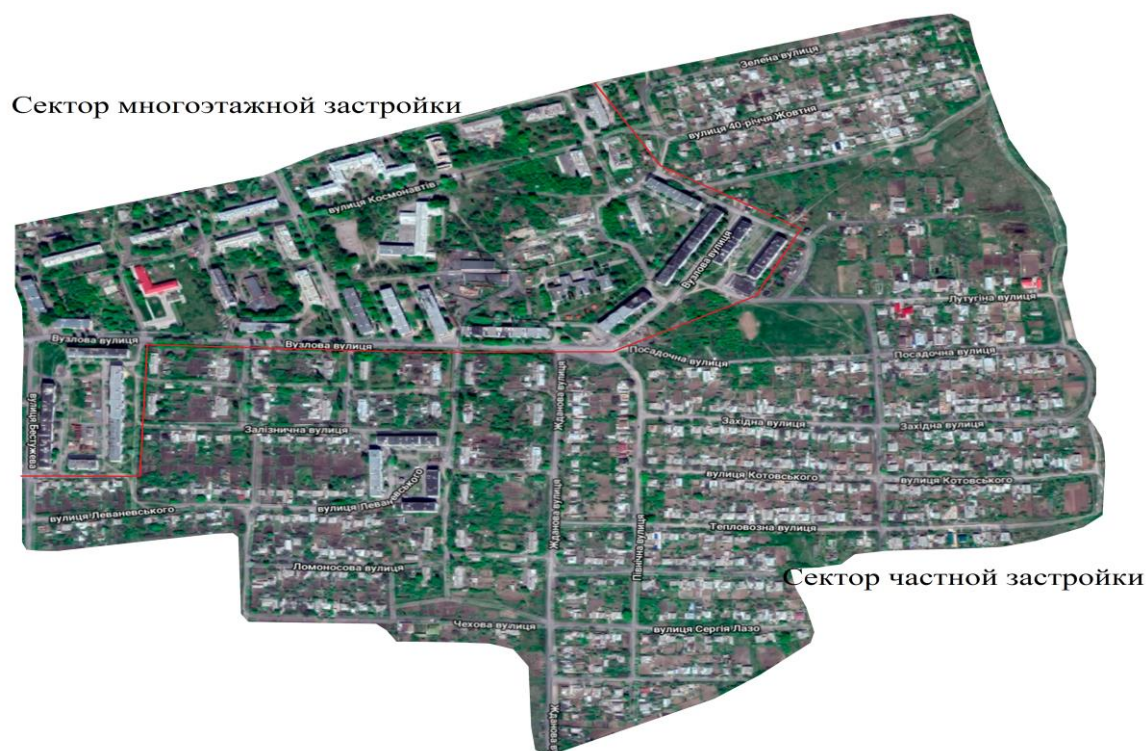 Зелена вулиця
Сектор многоэтажной застройки
вулиця 40-річчя Жовтня
вулиця Космонавтів
Вузлова вулиця
Лутугіна вулиця
Вузлова вулиця
Вузлова вулиця
Посадочна вулиця
Посадочна вулиця
вулиця Бестужева
Жданова вулиця
Західна вулиця
Західна вулиця
Залізнична вулиця
вулиця Котовського
вулиця Котовського
вулиця Леваневського
вулиця Леваневського
Жданова вулиця
Північна вулиця
Тепловозна вулиця
Ломоносова вулиця
Сектор частной застройки
Чехова вулиця
вулиця Сергія Лазо
Жданова в